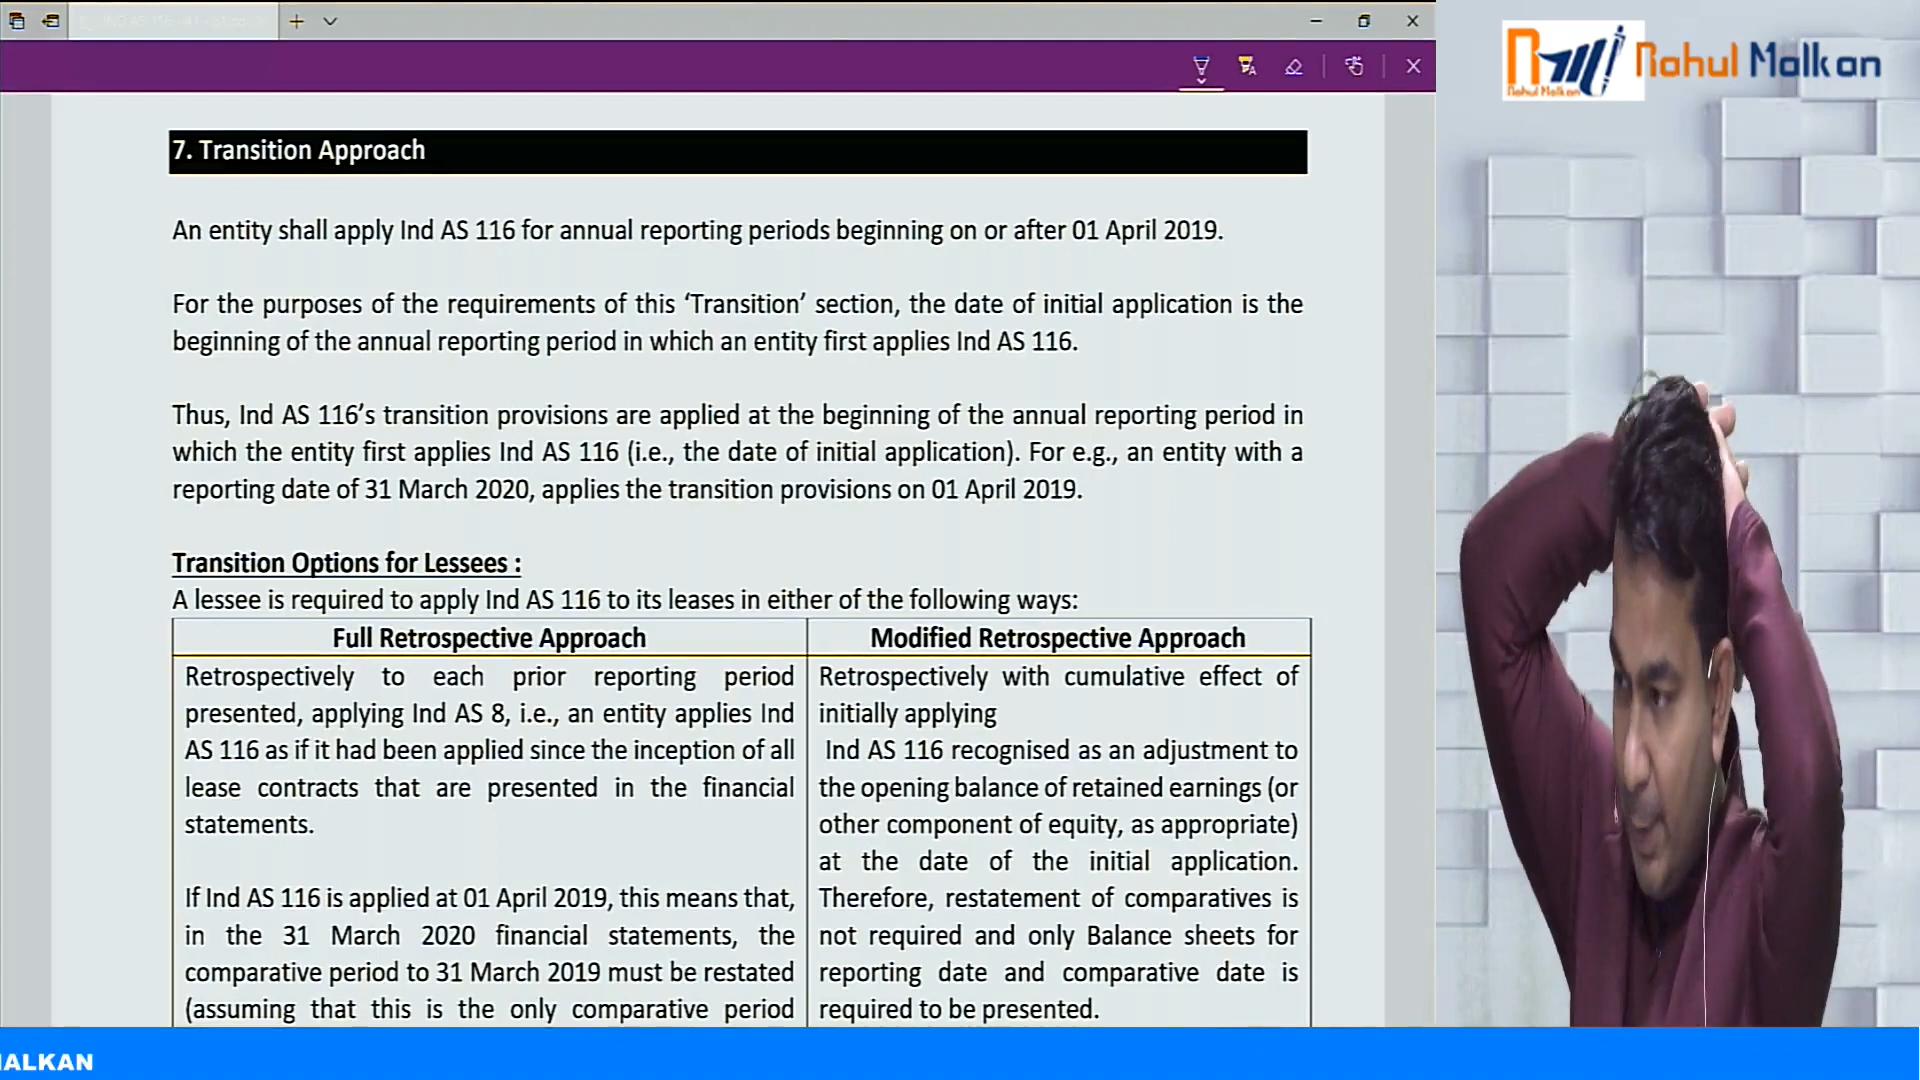 Rahul Malkan
Rahul Malkan
7. Transition Approach
An entity shall apply Ind AS 116 for annual reporting periods beginning on or after 01 April 2019.
For the purposes of the requirements of this ‘Transition’ section, the date of initial application is the
beginning of the annual reporting period in which an entity first applies Ind AS 116.
Thus, Ind AS 116’s transition provisions are applied at the beginning of the annual reporting period in
which the entity first applies Ind AS 116 (i.e., the date of initial application). For e.g., an entity with a
reporting date of 31 March 2020, applies the transition provisions on 01 April 2019.
Transition Options for Lessees :
A lessee is required to apply Ind AS 116 to its leases in either of the following ways:
Full Retrospective Approach
Retrospectively to each prior reporting period
presented, applying Ind AS 8, i.e., an entity applies Ind
AS 116 as if it had been applied since the inception of all
lease contracts that are presented in the financial
statements.
If Ind AS 116 is applied at 01 April 2019, this means that,
in the 31 March 2020 financial statements, the
comparative period to 31 March 2019 must be restated
(assuming that this is the only comparative period
Modified Retrospective Approach
Retrospectively with cumulative effect of
initially applying
Ind AS 116 recognised as an adjustment to
the opening balance of retained earnings (or
other component of equity, as appropriate)
at the date of the initial application.
Therefore, restatement of comparatives is
not required and only Balance sheets for
reporting date and comparative date is
required to be presented.
MALKAN